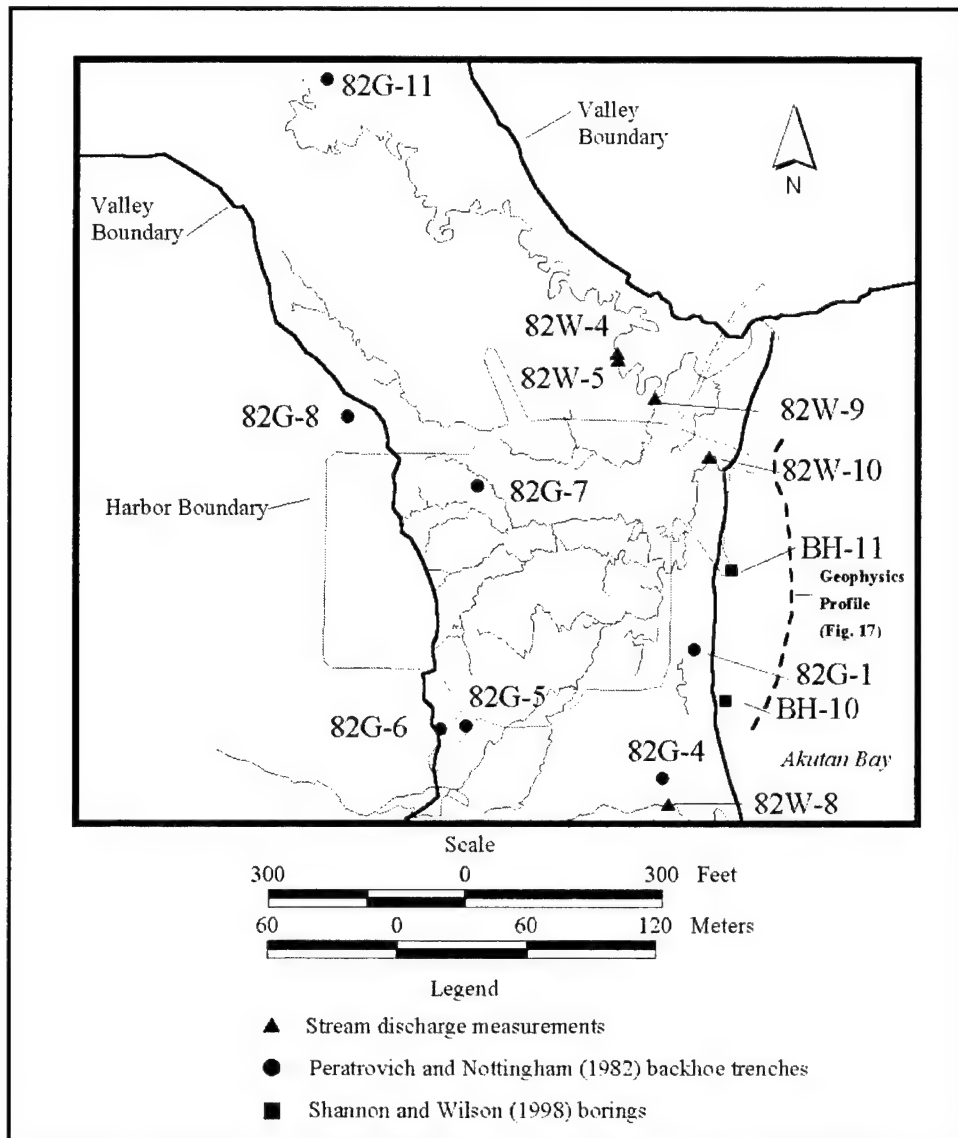 82G-11
Valley
Boundary
N
Valley
Boundary
82W-4
82W-5
82W-9
82G-8
82W-10
82G-7
Harbor Boundary
BH-11
Geophysics
Profile
(Fig. 17)
82G-1
82G-5
BH-10
82G-6
82G-4
Akutan Bay
82W-8
Scale
300 0 300 Feet
60 0 60 120 Meters
Legend
Stream discharge measurements
Peratrovich and Nottingham (1982) backhoe trenches
Shannon and Wilson (1998) borings